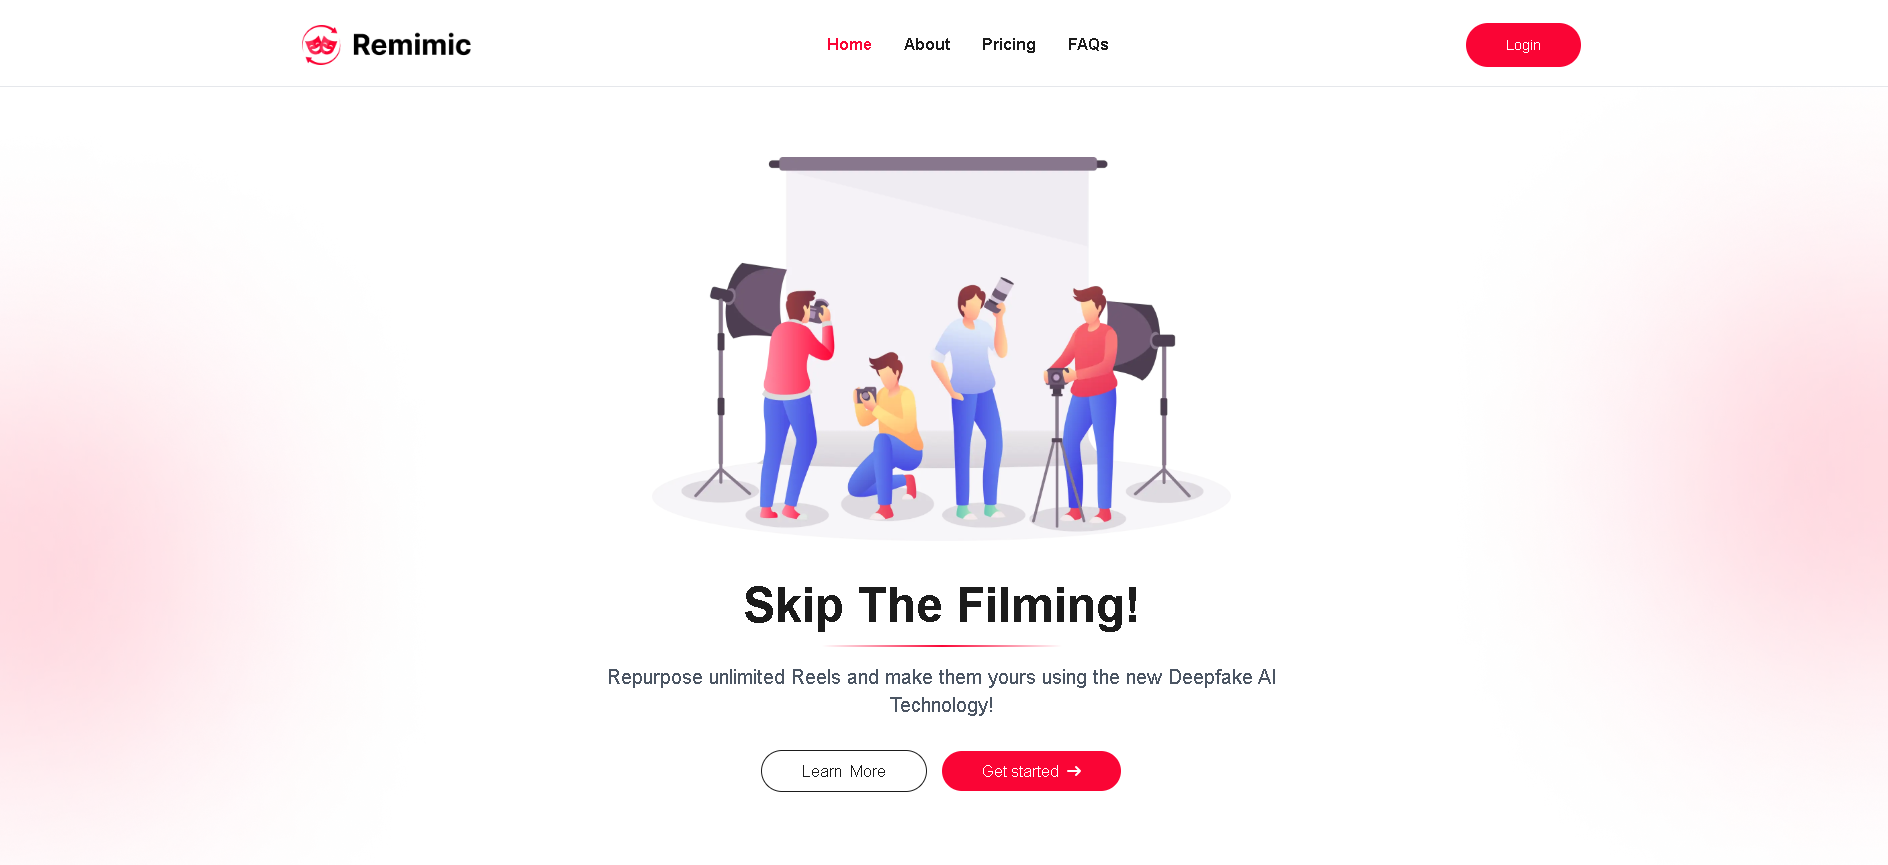 Remimic
Home
About
Pricing
FAQs
Login
Skip The Filming!
Repurpose unlimited Reels and make them yours using the new Deepfake AI
Technology!
Learn More
Get started